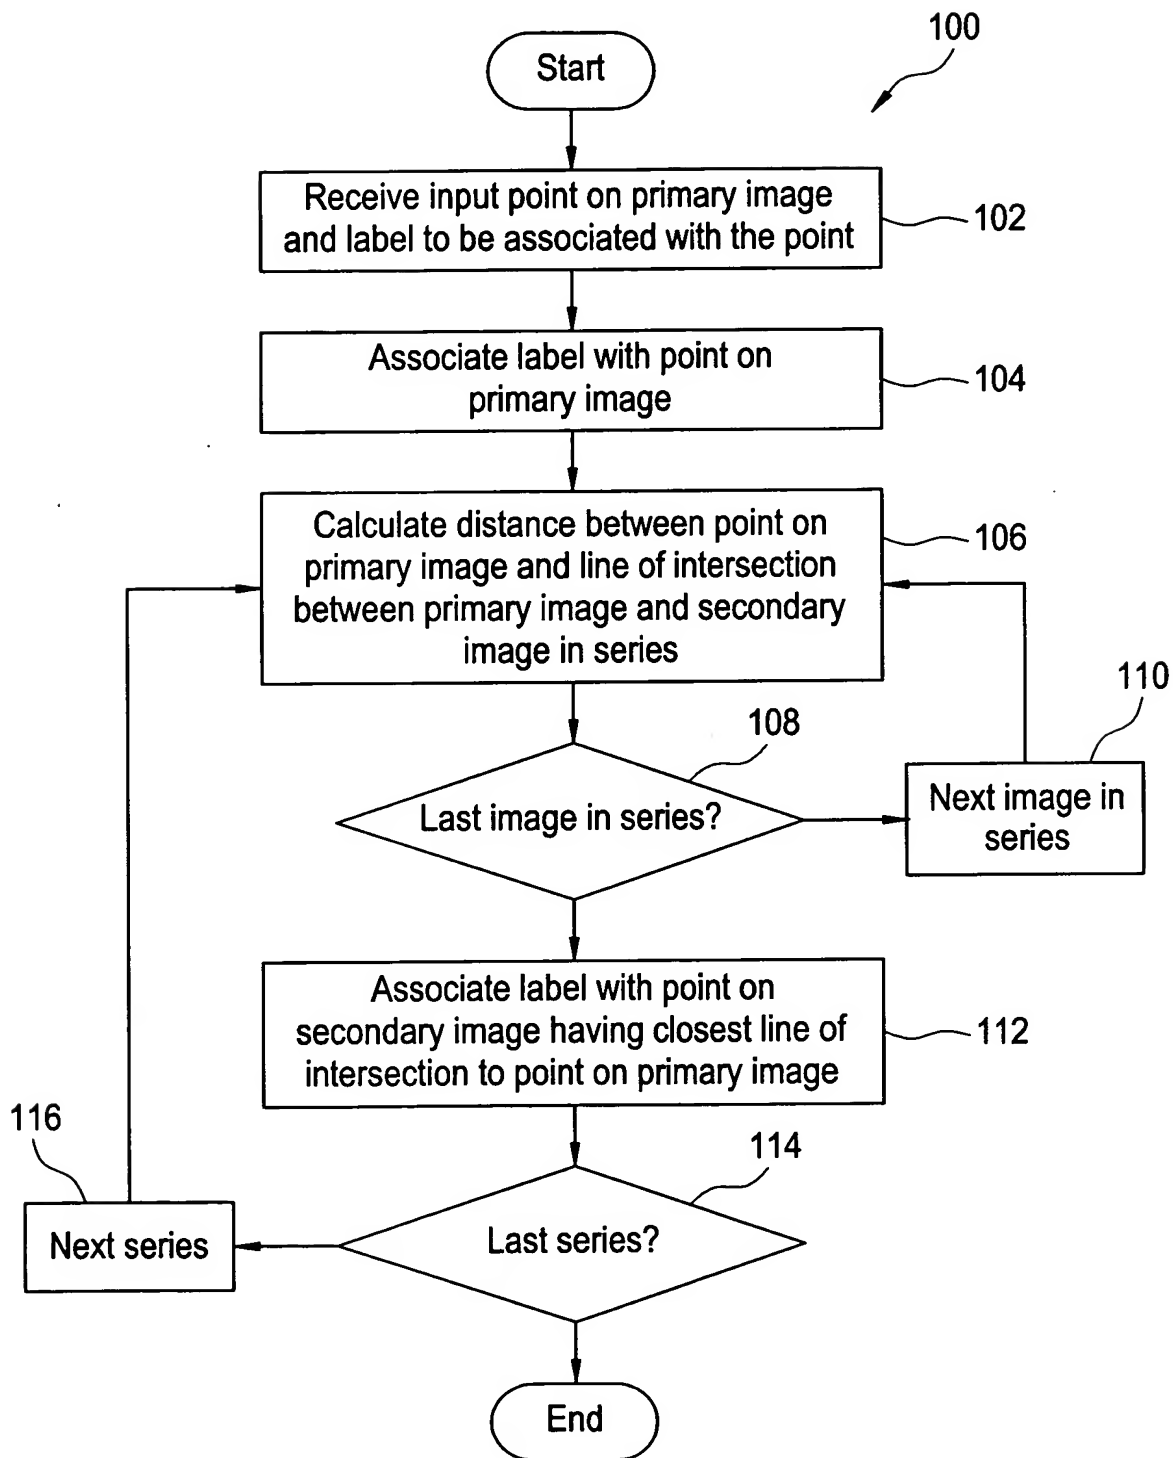 100
Start
Receive input point on primary image
and label to be associated with the point
102
Associate label with point on
primary image
104
Calculate distance between point on
primary image and line of intersection
between primary image and secondary
image in series
106
110
108
Last image in series?
Next image in
series
Associate label with point on
secondary image having closest line of
intersection to point on primary image
112
116
114
Next series
Last series?
End